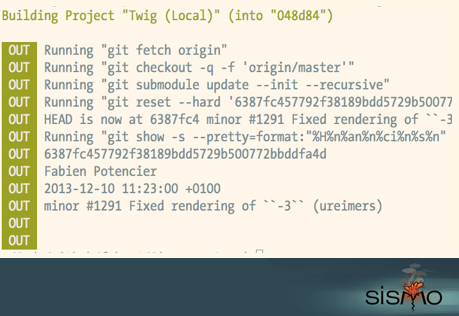 Building Project "Twig (Local)" (into "048d84")
OUT Running "git fetch origin"
OUT Running "git checkout -q -f 'origin/master'"
OUT Running "git submodule update --init --recursive"
OUT Running "git reset --hard '6387fc457792f38189bdd5729b50077
OUT HEAD is now at 6387fc4 minor #1291 Fixed rendering of ``-3
OUT Running "git show -s --pretty=format:"%H%n%an%n%ci%n%s%n"
OUT 6387fc457792f38189bdd5729b500772bbddfa4d
OUT Fabien Potencier
OUT 2013-12-10 11:23:00 +0100
OUT minor #1291 Fixed rendering of ``-3`` (ureimers)
OUT
OUT
sismo